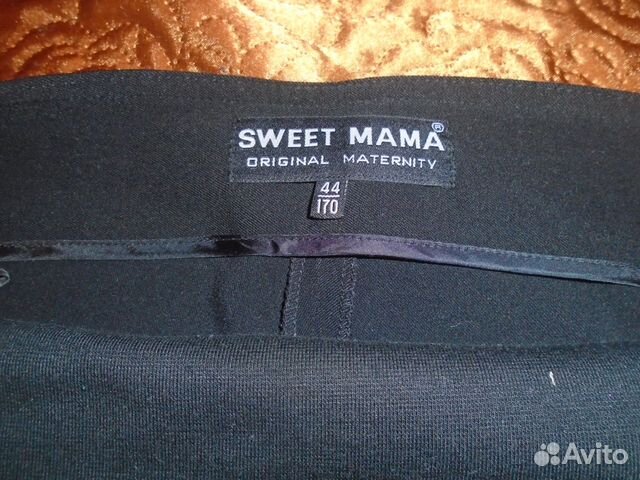 SWEET MAMA®
ORIGINAL MATERNITY
44
170
Avito